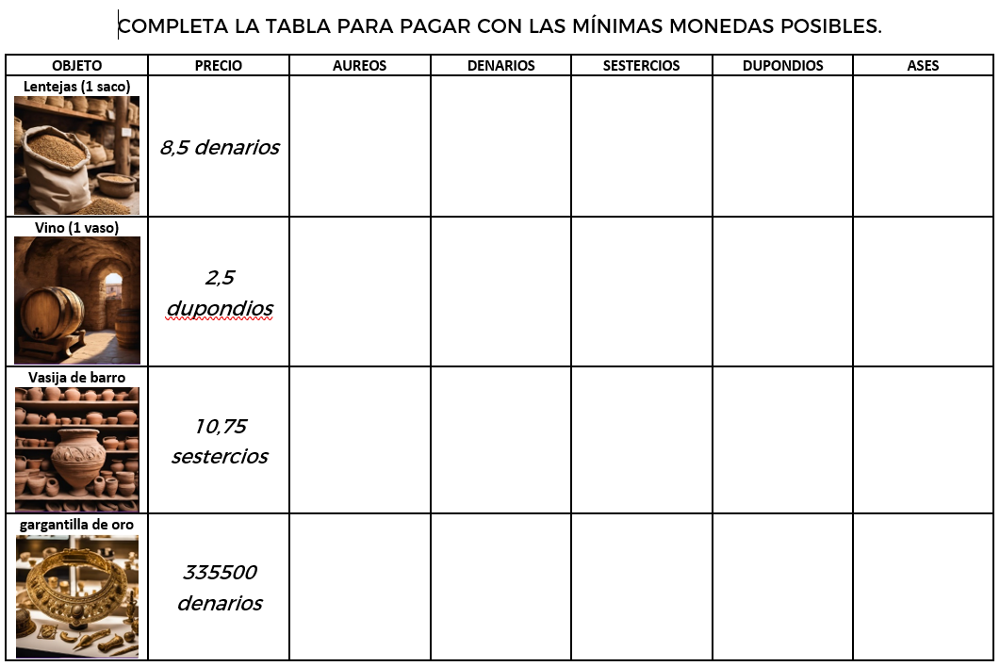 COMPLETA LA TABLA PARA PAGAR CON LAS MÍNIMAS MONEDAS POSIBLES.
OBJETO PRECIO AUREOS DENARIOS SESTERCIOS DUPONDIOS ASES
Lentejas (1 saco)
8,5 denarios
Vino (1 vaso)
2,5
dupondios
Vasija de barro
10,75
sestercios
gargantilla de oro
335500
denarios